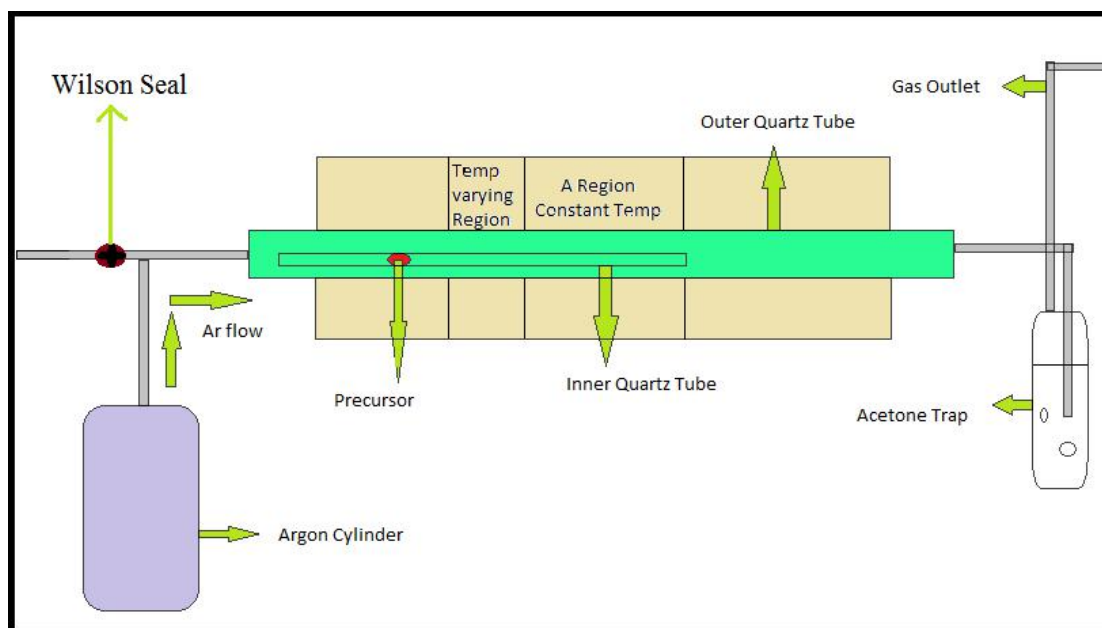 Wilson Seal
Gas Outlet
Outer Quartz Tube
Temp
varying
Region
A Region
Constant Temp
Ar flow
Precursor
Inner Quartz Tube
Acetone Trap
Argon Cylinder